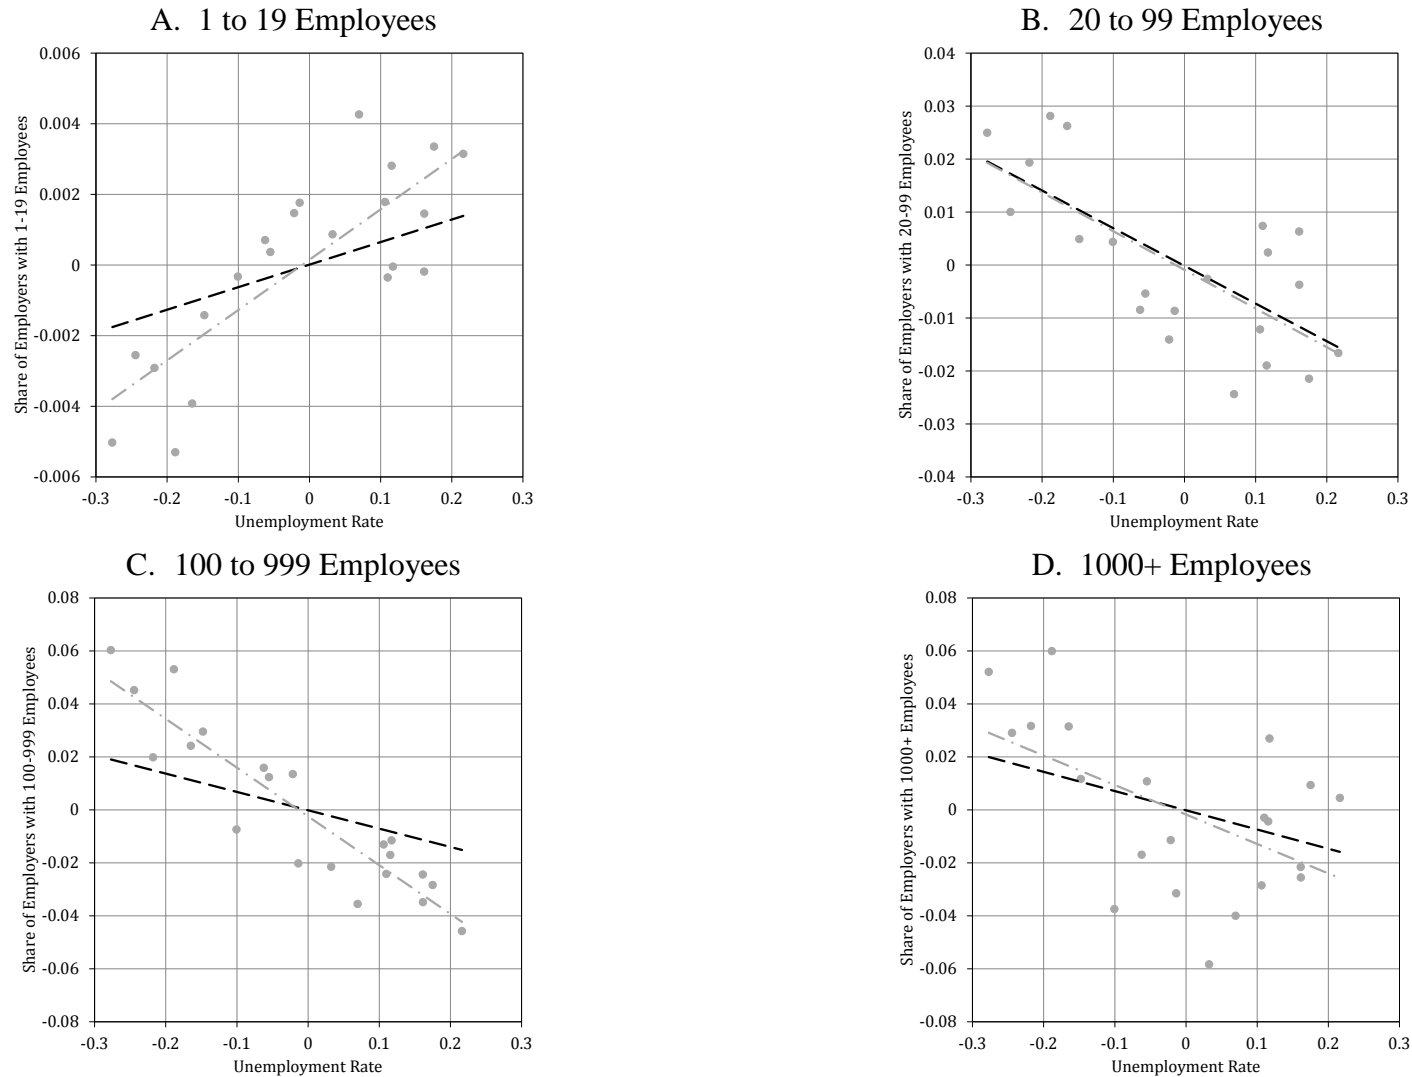 A. 1 to 19 Employees
0.006
0.004
0.002
0
-0.002
-0.004
-0.006
Share of Employers with 1-19 Employees
-0.3 -0.2 -0.1 0 0.1 0.2 0.3
Unemployment Rate
B. 20 to 99 Employees
0.04
0.03
0.02
0.01
0
-0.01
-0.02
-0.03
-0.04
Share of Employers with 20-99 Employees
-0.3 -0.2 -0.1 0 0.1 0.2 0.3
Unemployment Rate
C. 100 to 999 Employees
0.08
0.06
0.04
0.02
0
-0.02
-0.04
-0.06
-0.08
Share of Employers with 100-999 Employees
-0.3 -0.2 -0.1 0 0.1 0.2 0.3
Unemployment Rate
D. 1000+ Employees
0.08
0.06
0.04
0.02
0
-0.02
-0.04
-0.06
-0.08
Share of Employers with 1000+ Employees
-0.3 -0.2 -0.1 0 0.1 0.2 0.3
Unemployment Rate